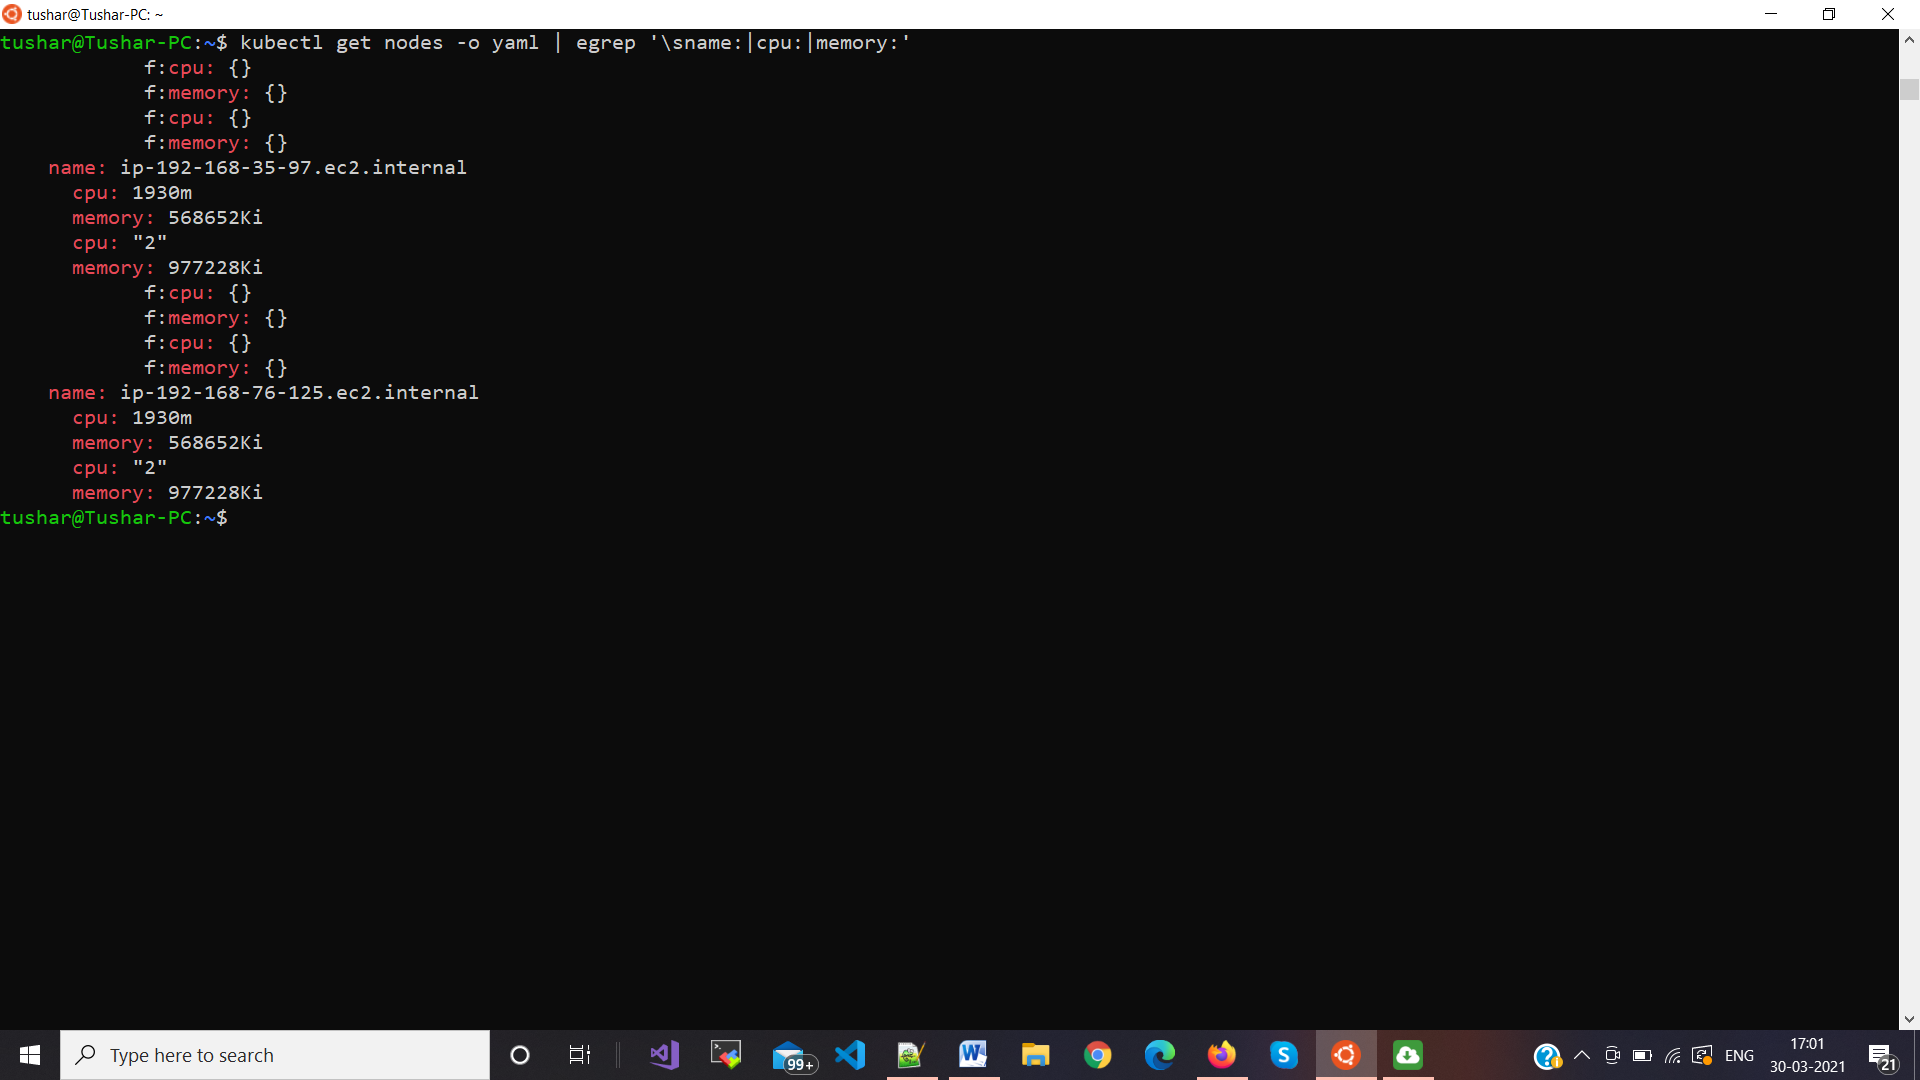 tushar@Tushar-PC: ~
tushar@Tushar-PC:~$ kubectl get nodes -o yaml | egrep '\sname:|cpu:|memory:'
            f:cpu: {}
            f:memory: {}
            f:cpu: {}
            f:memory: {}
    name: ip-192-168-35-97.ec2.internal
      cpu: 1930m
      memory: 568652Ki
      cpu: "2"
      memory: 977228Ki
            f:cpu: {}
            f:memory: {}
            f:cpu: {}
            f:memory: {}
    name: ip-192-168-76-125.ec2.internal
      cpu: 1930m
      memory: 568652Ki
      cpu: "2"
      memory: 977228Ki
tushar@Tushar-PC:~$
Type here to search
99+
ENG
17:01
30-03-2021
21